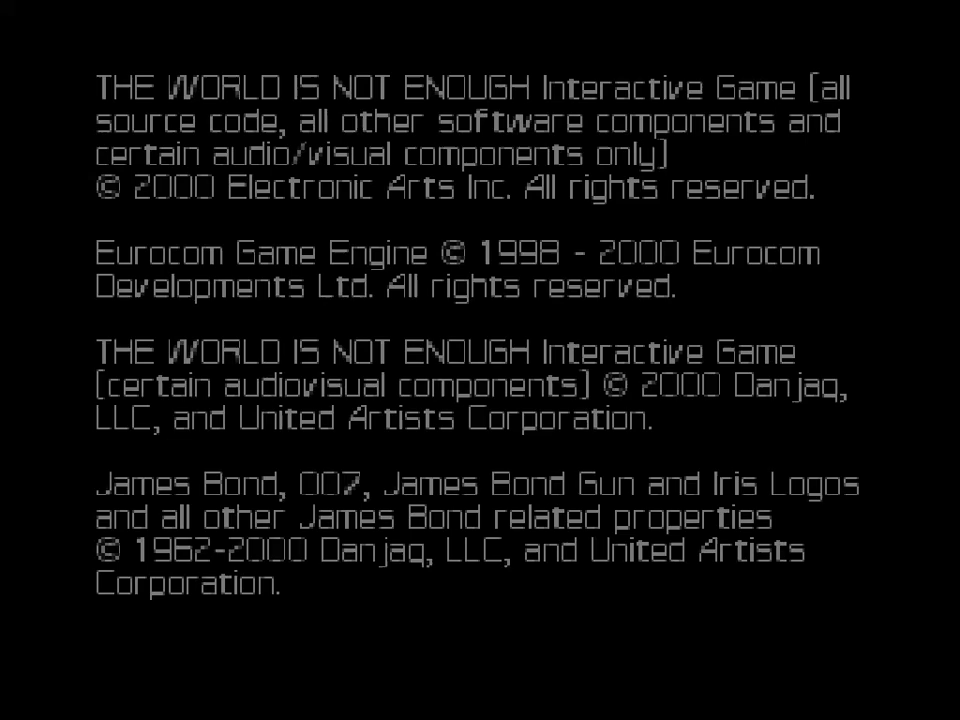 THE WORLD IS NOT ENOUGH Interactive Game (all
source code, all other software components and
certain audio/visual components only)
© 2000 Electronic Arts Inc. All rights reserved.
Eurocom Game Engine © 1998 - 2000 Eurocom
Developments Ltd. All rights reserved.
THE WORLD IS NOT ENOUGH Interactive Game
(certain audiovisual components) © 2000 Danjaq,
LLC, and United Artists Corporation.
James Bond, 007, James Bond Gun and Iris Logos
and all other James Bond related properties
© 1962-2000 Danjaq, LLC, and United Artists
Corporation.